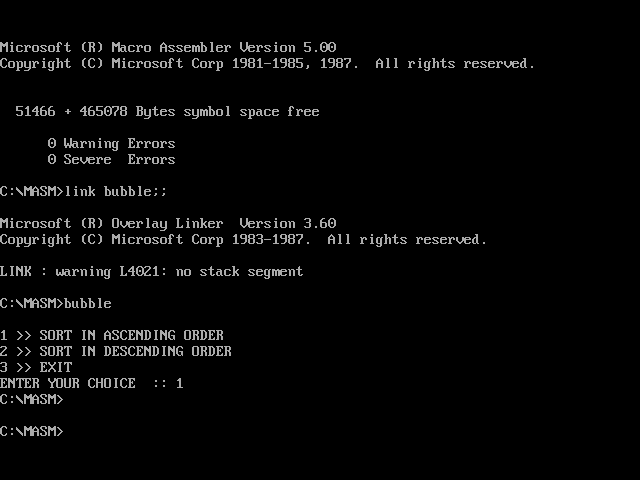 Microsoft (R) Macro Assembler Version 5.00
Copyright (C) Microsoft Corp 1981-1985, 1987.  All rights reserved.
51466 + 465078 Bytes symbol space free
0 Warning Errors
0 Severe  Errors
C:\MASM>link bubble;;
Microsoft (R) Overlay Linker  Version 3.60
Copyright (C) Microsoft Corp 1983-1987.  All rights reserved.
LINK : warning L4021: no stack segment
C:\MASM>bubble
1 >> SORT IN ASCENDING ORDER
2 >> SORT IN DESCENDING ORDER
3 >> EXIT
ENTER YOUR CHOICE  :: 1
C:\MASM>
C:\MASM>